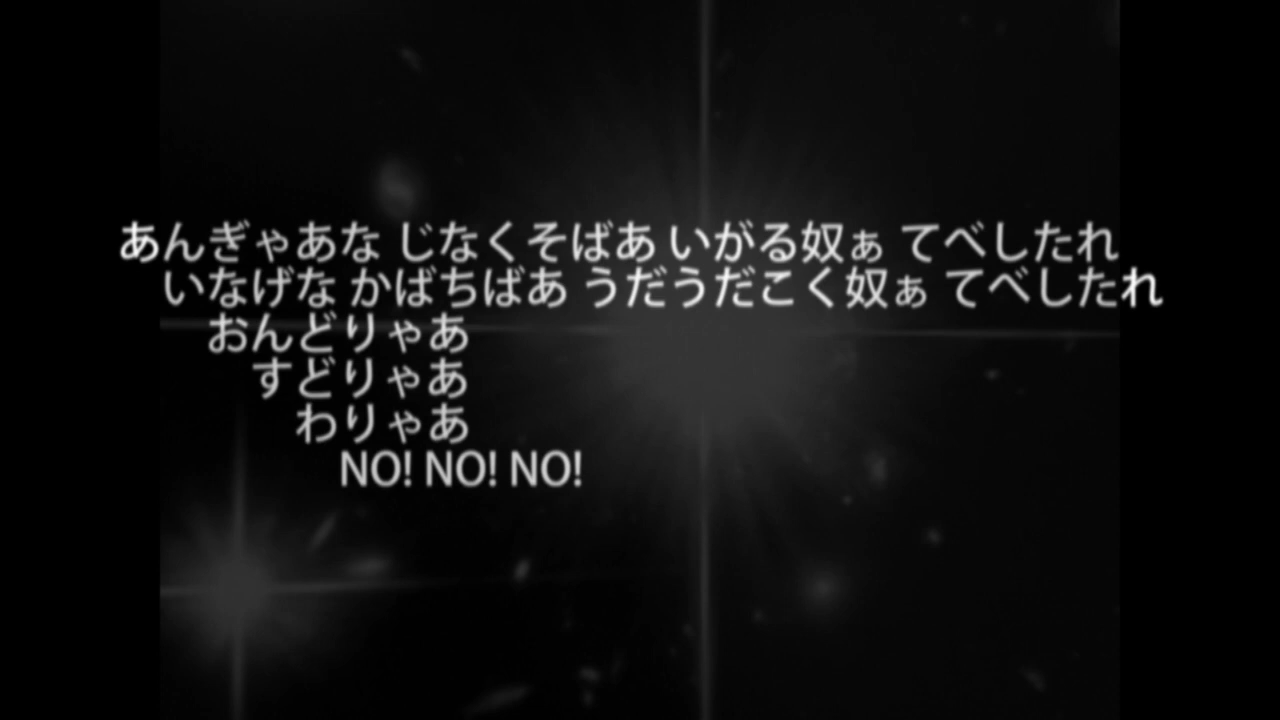 あんぎゃあな じなくそばあ いがる奴ぁ てべしたれ
いなげな かばちばあ うだうだこく奴ぁ てべしたれ
おんどりゃあ
すどりゃあ
わりゃあ
NO! NO! NO!